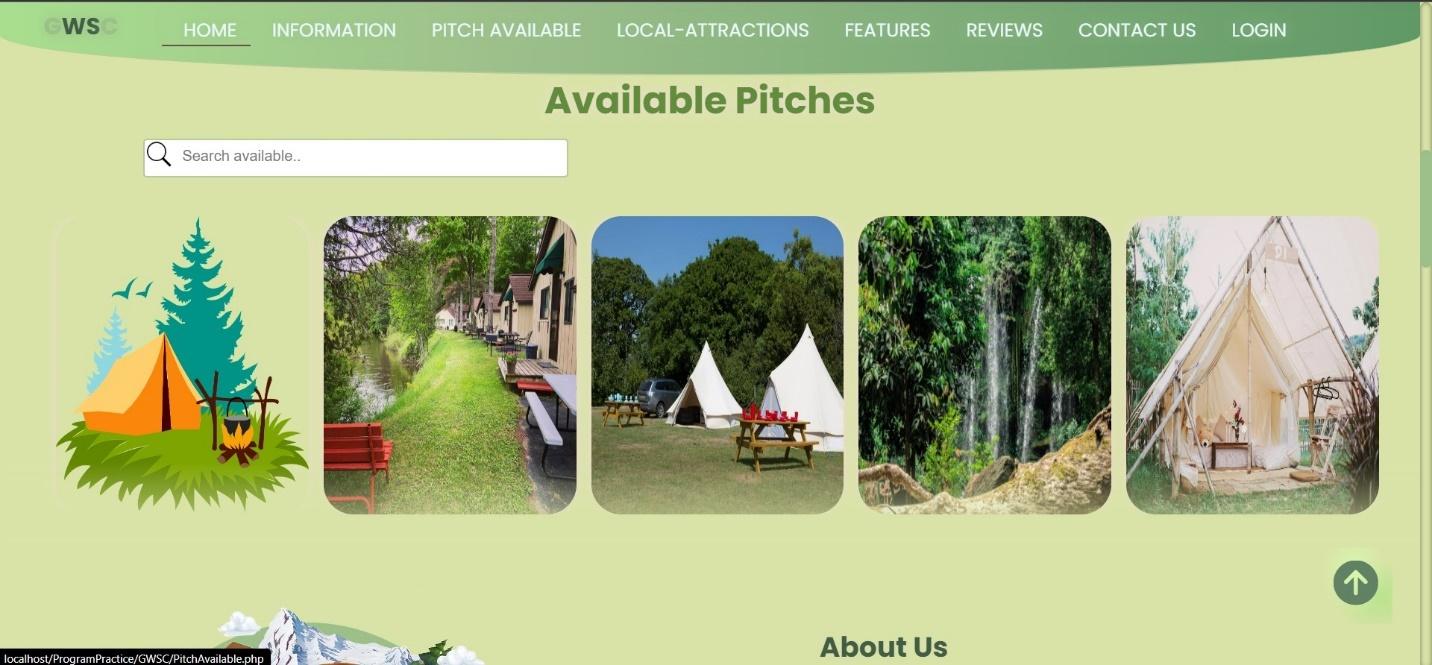 GWSC
HOME INFORMATION PITCH AVAILABLE LOCAL-ATTRACTIONS FEATURES REVIEWS CONTACT US LOGIN
Available Pitches
Search available..
About Us
localhost/ProgramPractice/GWSC/PitchAvailable.php